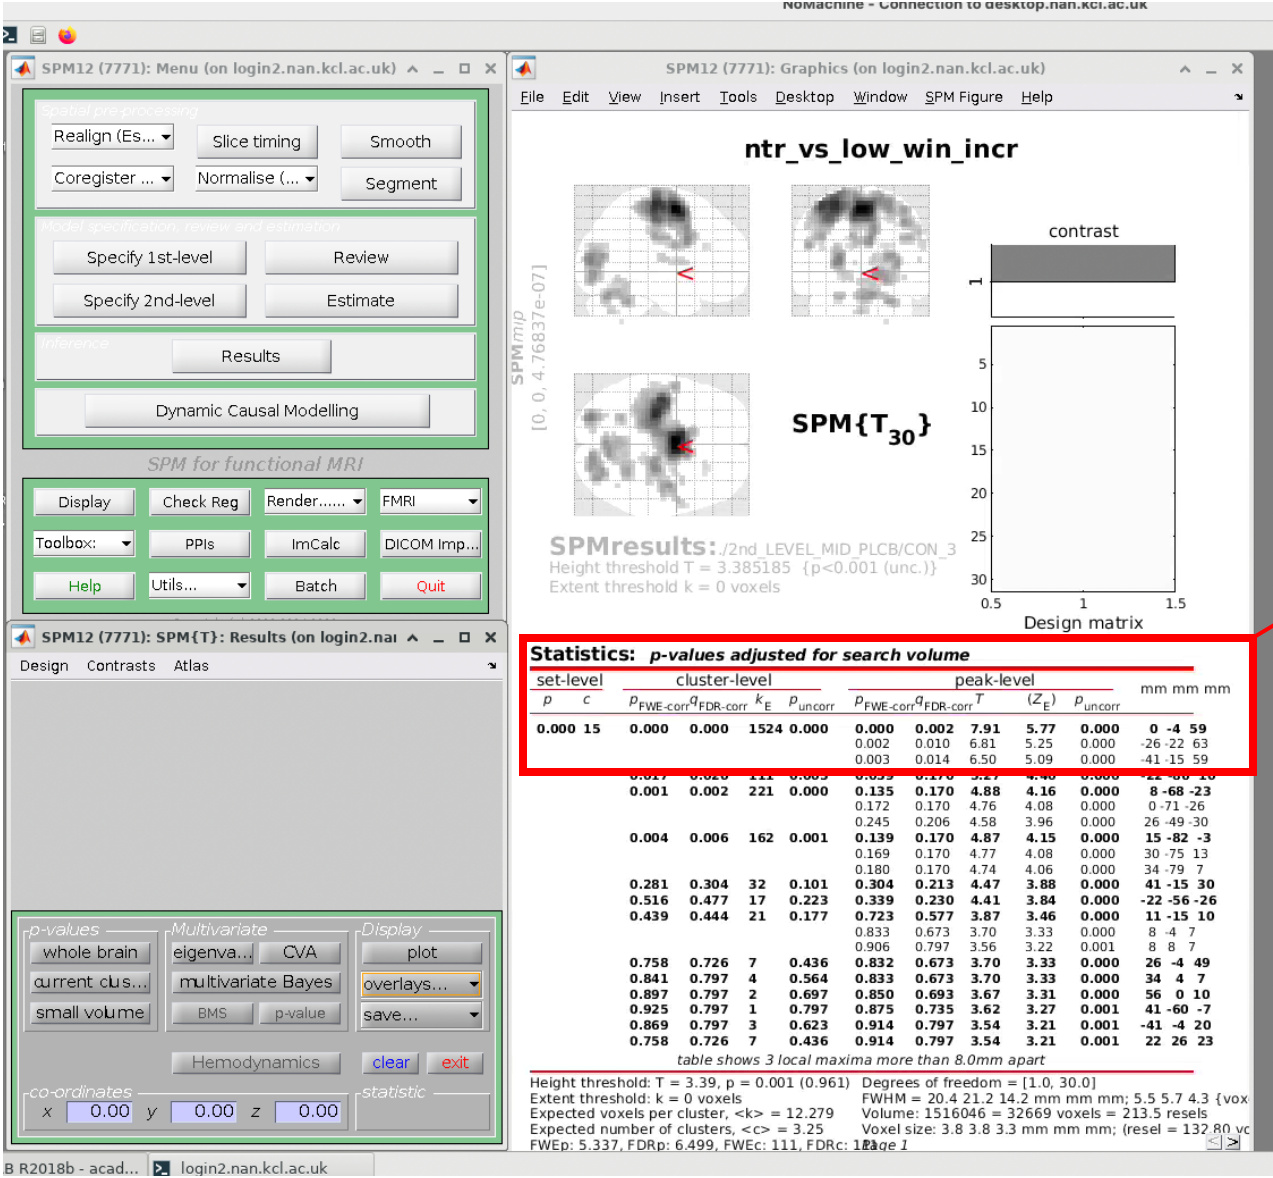 NoMachine - Connection to desktop.nan.kcl.ac.uk
SPM12 (7771): Menu (on login2.nan.kcl.ac.uk)
Spatial pre-processing
Realign (Es...
Slice timing
Smooth
Coregister ...
Normalise (...
Segment
Model specification, review and estimation
Specify 1st-level
Review
Specify 2nd-level
Estimate
Inference
Results
Dynamic Causal Modelling
SPM for functional MRI
Display
Check Reg
Render......
FMRI
Toolbox:
PPIs
ImCalc
DICOM Imp...
Help
Utils...
Batch
Quit
SPM12 (7771): SPM{T}: Results (on login2.nan
Design Contrasts Atlas
p-values
whole brain
current clus...
small volume
Multivariate
eigenva...
CVA
multivariate Bayes
BMS
p-value
Display
plot
overlays...
save...
Hemodynamics
clear
exit
co-ordinates
x 0.00 y 0.00 z 0.00
statistic
SPM12 (7771): Graphics (on login2.nan.kcl.ac.uk)
File Edit View Insert Tools Desktop Window SPM Figure Help
ntr_vs_low_win_incr
SPMmip
[0, 0, 4.76837e-07]
<
<
<
SPM{T30}
contrast
1
5
10
15
20
25
30
0.5 1 1.5
Design matrix
SPMresults: ./2nd_LEVEL_MID_PLCB/CON_3
Height threshold T = 3.385185 {p<0.001 (unc.)}
Extent threshold k = 0 voxels
Statistics: p-values adjusted for search volume
set-level cluster-level peak-level mm mm mm
p c pFWE-corr qFDR-corr kE puncorr pFWE-corr qFDR-corr T (ZE) puncorr
0.000 15 0.000 0.000 1524 0.000 0.000 0.002 7.91 5.77 0.000 0 -4 59
0.002 0.010 6.81 5.25 0.000 -26 -22 63
0.003 0.014 6.50 5.09 0.000 -41 -15 59
0.001 0.002 221 0.000 0.135 0.170 4.88 4.16 0.000 8 -68 -23
0.172 0.170 4.76 4.08 0.000 0 -71 -26
0.245 0.206 4.58 3.96 0.000 26 -49 -30
0.004 0.006 162 0.001 0.139 0.170 4.87 4.15 0.000 15 -82 -3
0.169 0.170 4.77 4.08 0.000 30 -75 13
0.180 0.170 4.74 4.06 0.000 34 -79 7
0.281 0.304 32 0.101 0.304 0.213 4.47 3.88 0.000 41 -15 30
0.516 0.477 17 0.223 0.339 0.230 4.41 3.84 0.000 -22 -56 -26
0.439 0.444 21 0.177 0.723 0.577 3.87 3.46 0.000 11 -15 10
0.833 0.673 3.70 3.33 0.000 8 -4 7
0.906 0.797 3.56 3.22 0.001 8 8 7
0.758 0.726 7 0.436 0.832 0.673 3.70 3.33 0.000 26 -4 49
0.841 0.797 4 0.564 0.833 0.673 3.70 3.33 0.000 34 4 7
0.897 0.797 2 0.697 0.850 0.693 3.67 3.31 0.000 56 0 10
0.925 0.797 1 0.797 0.875 0.735 3.62 3.27 0.001 41 -60 -7
0.869 0.797 3 0.623 0.914 0.797 3.54 3.21 0.001 -41 -4 20
0.758 0.726 7 0.436 0.914 0.797 3.54 3.21 0.001 22 26 23
table shows 3 local maxima more than 8.0mm apart
Height threshold: T = 3.39, p = 0.001 (0.961)
Extent threshold: k = 0 voxels
Expected voxels per cluster, <k> = 12.279
Expected number of clusters, <c> = 3.25
FWEp: 5.337, FDRp: 6.499, FWEc: 111, FDRc: 111
Degrees of freedom = [1.0, 30.0]
FWHM = 20.4 21.2 14.2 mm mm mm; 5.5 5.7 4.3 {vox
Volume: 1516046 = 32669 voxels = 213.5 resels
Voxel size: 3.8 3.8 3.3 mm mm mm; (resel = 132.80 vo
Page 1
B R2018b - acad...
login2.nan.kcl.ac.uk